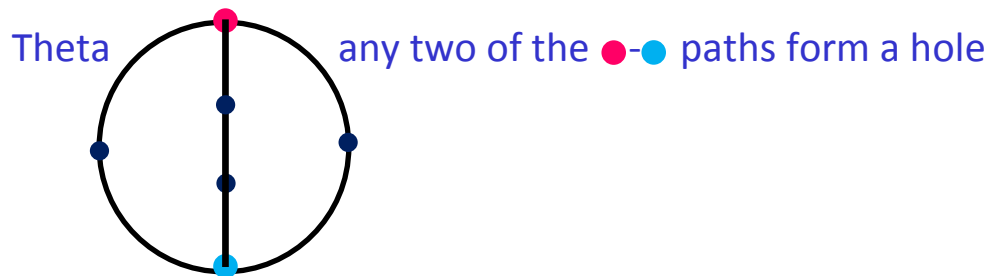 Theta any two of the ●-● paths form a hole